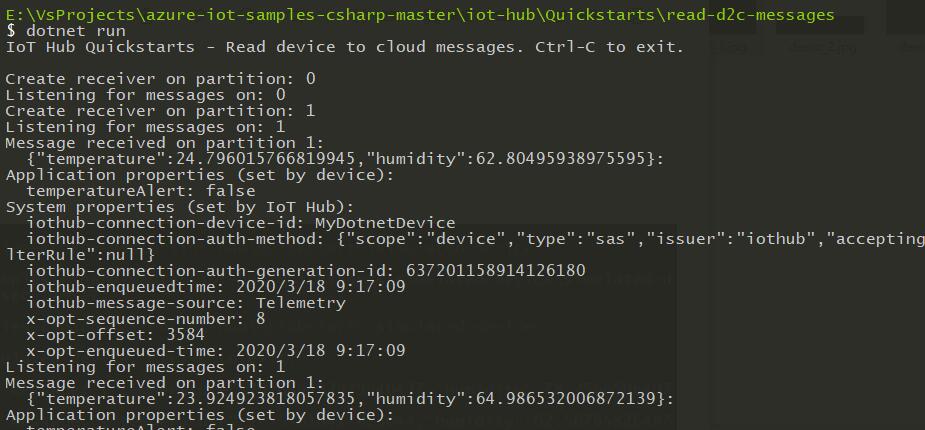 E:\VsProjects\azure-iot-samples-csharp-master\iot-hub\Quickstarts\read-d2c-messages
$ dotnet run
IoT Hub Quickstarts - Read device to cloud messages. Ctrl-C to exit.
Create receiver on partition: 0
Listening for messages on: 0
Create receiver on partition: 1
Listening for messages on: 1
Message received on partition 1:
{"temperature":24.796015766819945,"humidity":62.80495938975595}:
Application properties (set by device):
temperatureAlert: false
System properties (set by IoT Hub):
iothub-connection-device-id: MyDotnetDevice
iothub-connection-auth-method: {"scope":"device","type":"sas","issuer":"iothub","accepting
lterRule":null}
iothub-connection-auth-generation-id: 637201158914126180
iothub-enqueuedtime: 2020/3/18 9:17:09
iothub-message-source: Telemetry
x-opt-sequence-number: 8
x-opt-offset: 3584
x-opt-enqueued-time: 2020/3/18 9:17:09
Listening for messages on: 1
Message received on partition 1:
{"temperature":23.924923818057835,"humidity":64.986532006872139}:
Application properties (set by device):
temperatureAlert: false